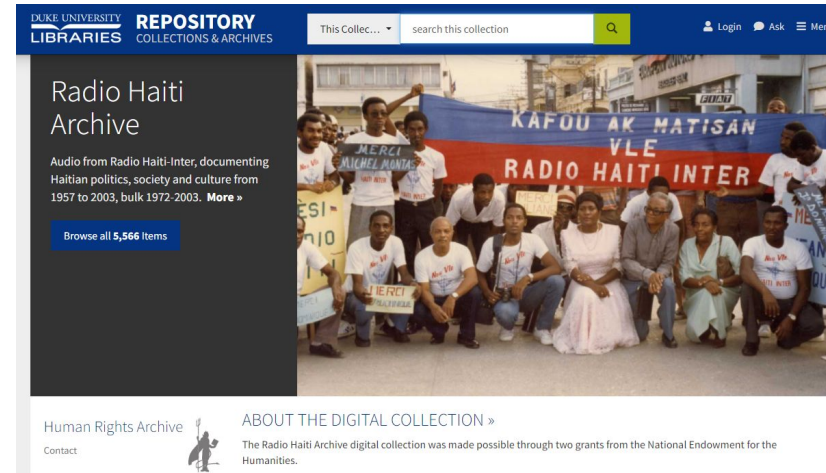 DUKE UNIVERSITY
LIBRARIES
REPOSITORY
COLLECTIONS & ARCHIVES
This Collec...
search this collection
Login
Ask
Radio Haiti
Archive
Audio from Radio Haiti-Inter, documenting
Haitian politics, society and culture from
1957 to 2003, bulk 1972-2003. More »
Browse all 5,566 Items
FIAT
KAFOU AK MATISAN
VLE
RADIO HAITI INTER
MERCI
MICHEL MONTAS
MERCI
MERCI
Human Rights Archive
Contact
ABOUT THE DIGITAL COLLECTION »
The Radio Haiti Archive digital collection was made possible through two grants from the National Endowment for the
Humanities.